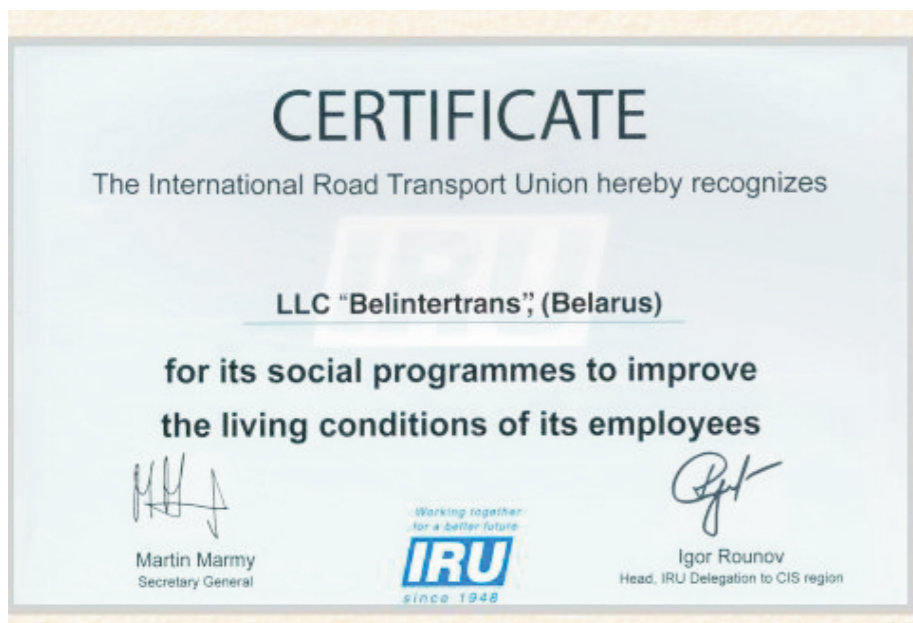 CERTIFICATE
The International Road Transport Union hereby recognizes
IRU
LLC “Belintertrans”, (Belarus)
for its social programmes to improve
the living conditions of its employees
Martin Marmy
Secretary General
Working together
for a better future
IRU
since 1948
Igor Rounov
Head, IRU Delegation to CIS region